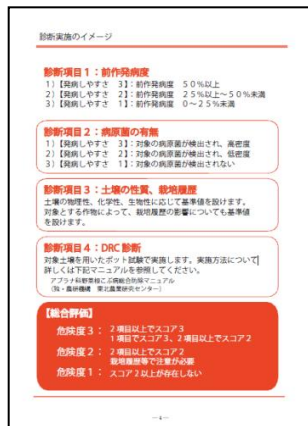 診断実施のイメージ
診断項目1:前作発病度
1)【発病しやすさ 3】:前作発病度 50%以上
2)【発病しやすさ 2】:前作発病度 25%以上~50%未満
3)【発病しやすさ 1】:前作発病度 0~25%未満
診断項目2:病原菌の有無
1)【発病しやすさ 3】:対象の病原菌が検出され、高密度
2)【発病しやすさ 2】:対象の病原菌が検出され、低密度
3)【発病しやすさ 1】:対象の病原菌が検出されない
診断項目3:土壌の性質、栽培履歴
土壌の物理性、化学性、生物性に応じて基準値を設けます。
対象とする作物によって、栽培履歴の影響についても基準値
を設けます。
診断項目4:DRC 診断
対象土壌を用いたポット試験で実施します。実施方法について
詳しくは下記マニュアルを参照してください。
アブラナ科野菜根こぶ病総合防除マニュアル
(独・農研機構 東北農業研究センター)
【総合評価】
危険度3:2項目以上でスコア3
1項目でスコア3、2項目以上でスコア2
危険度2:2項目以上でスコア2
栽培履歴等で注意が必要
危険度1:スコア2以上が存在しない